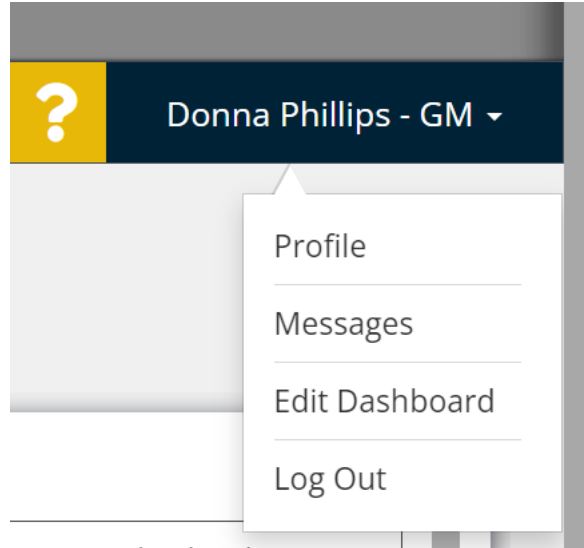 ?
Donna Phillips - GM
Profile
Messages
Edit Dashboard
Log Out